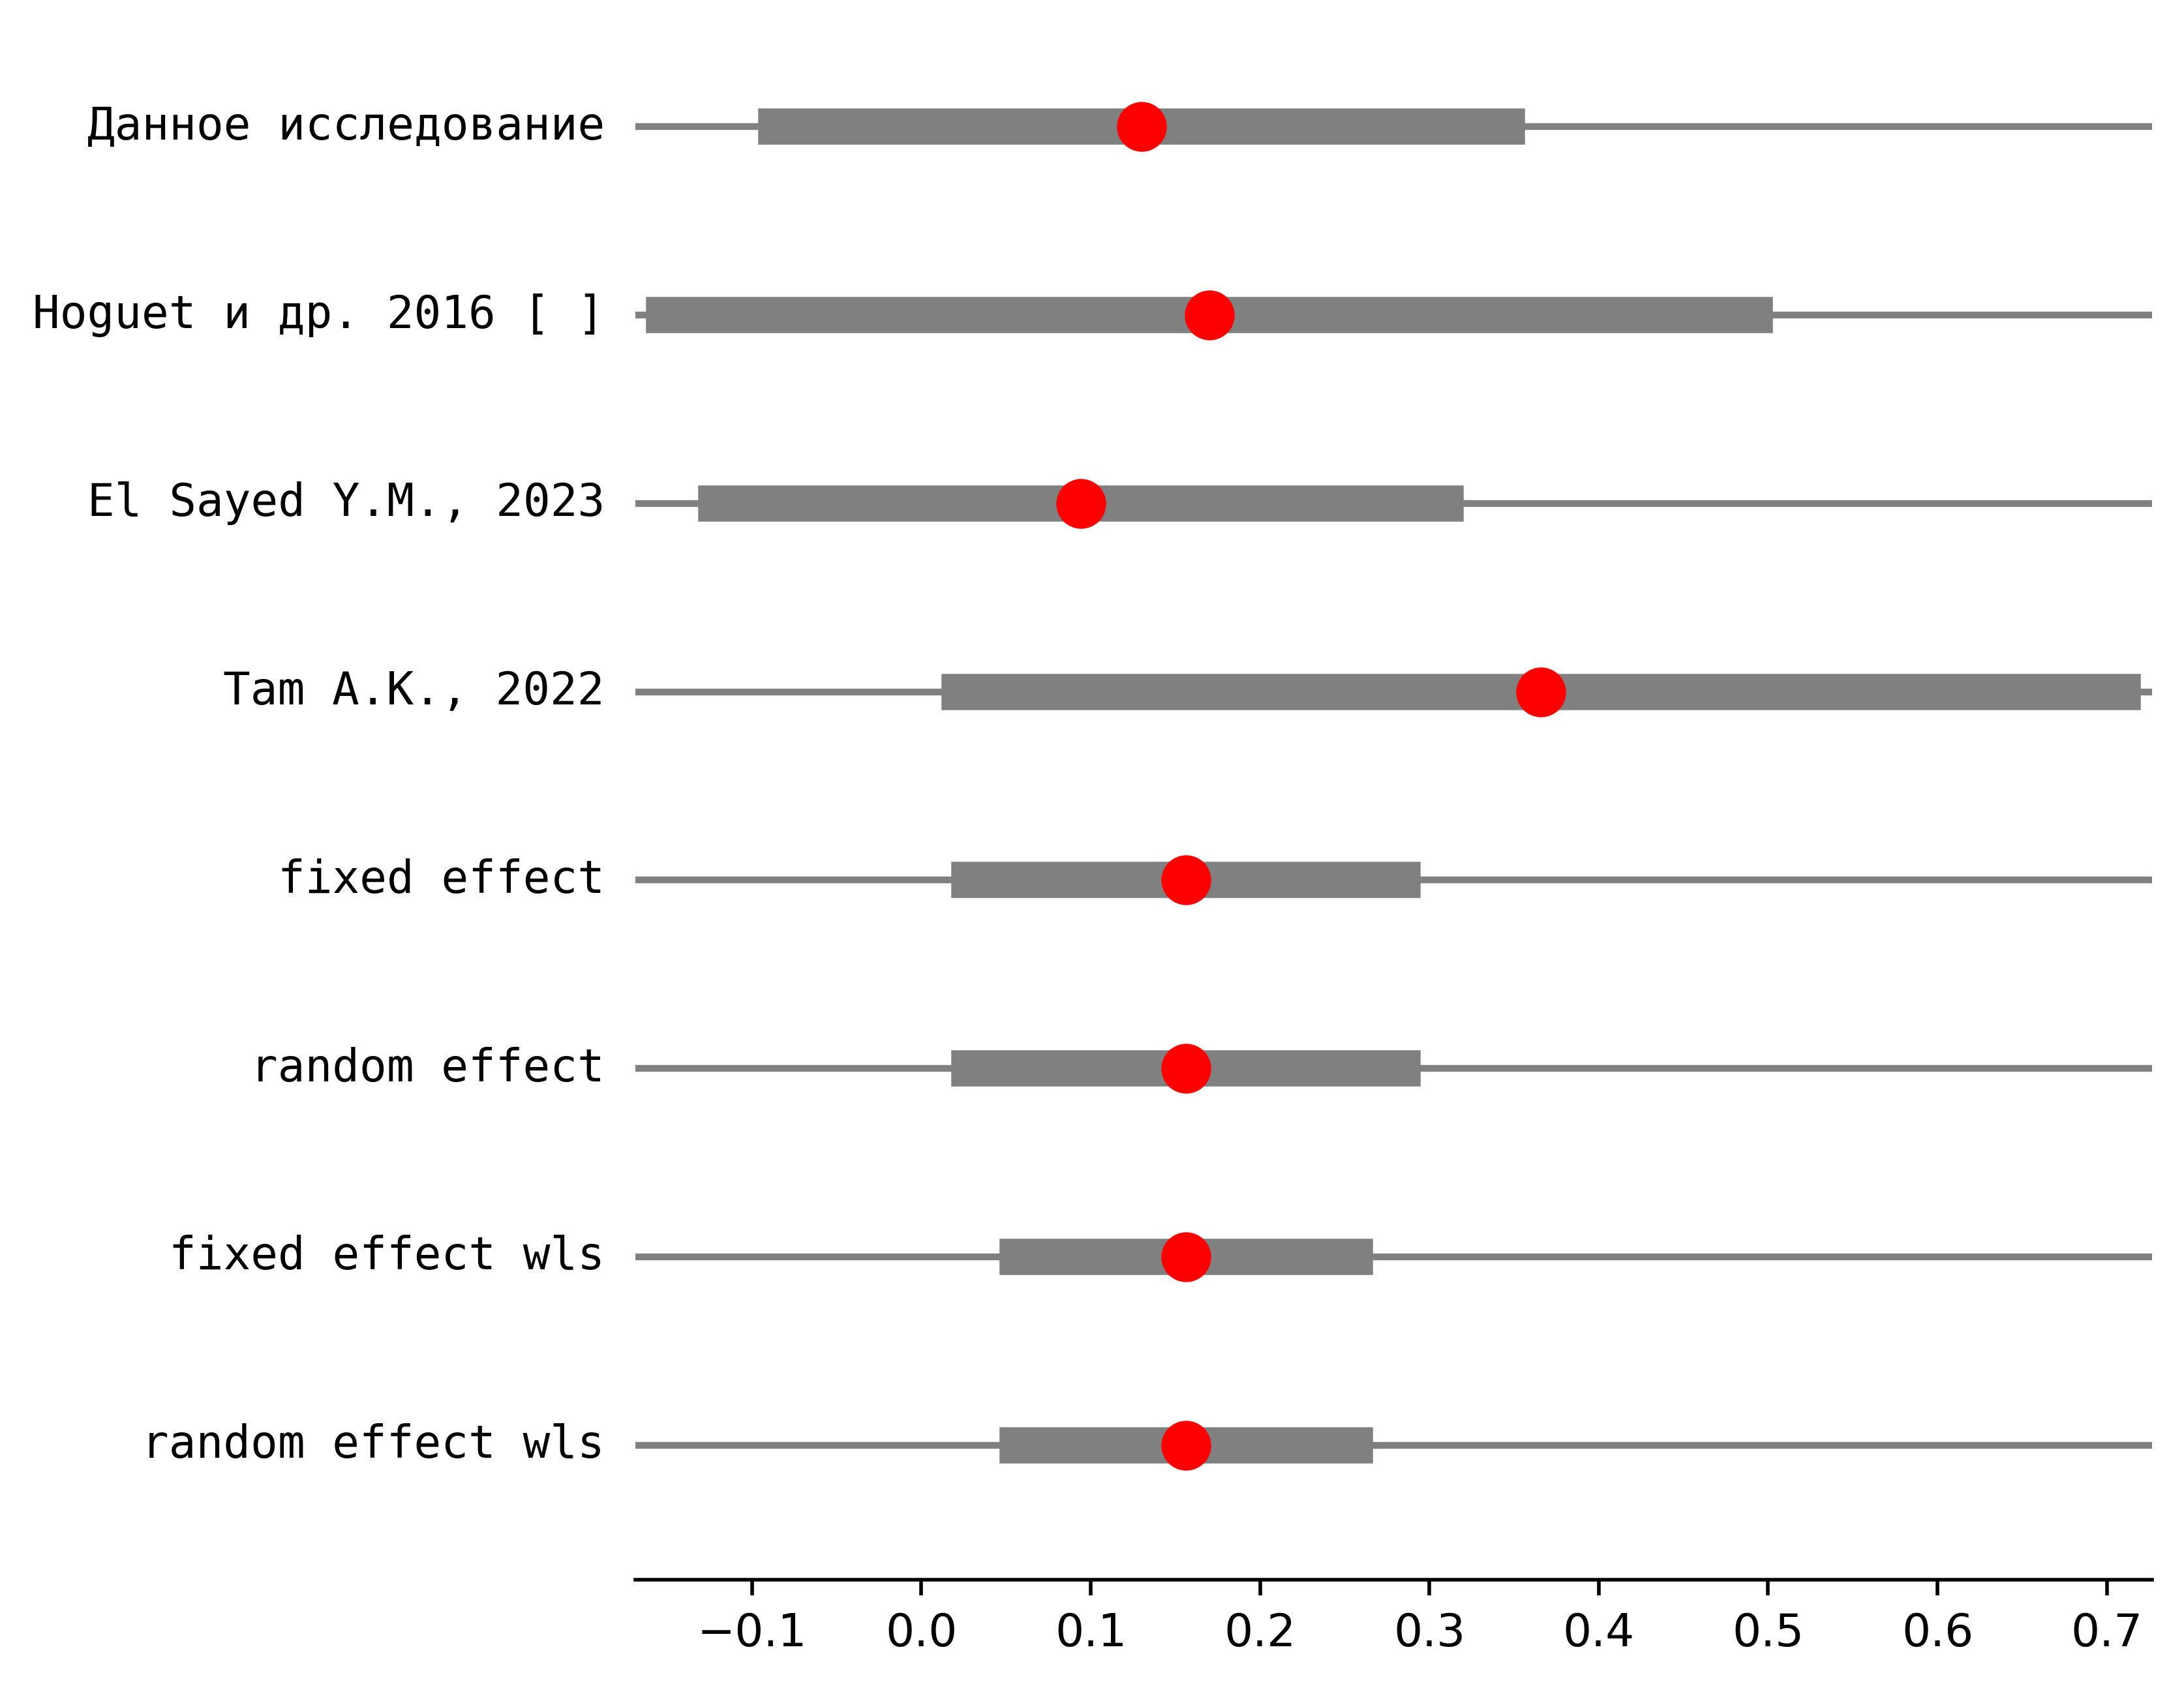 Данное исследование
Hoguet и др. 2016 [ ]
El Sayed Y.M., 2023
Tam A.K., 2022
fixed effect
random effect
fixed effect wls
random effect wls
−0.1 0.0 0.1 0.2 0.3 0.4 0.5 0.6 0.7